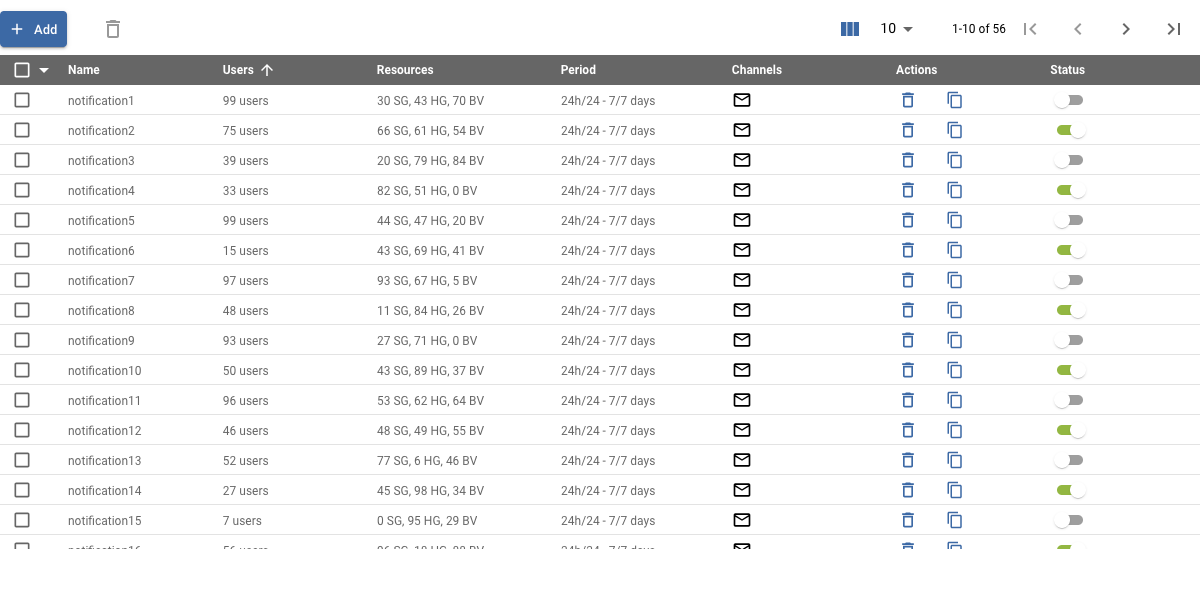 Add 10 1-10 of 56
Name Users Resources Period Channels Actions Status
notification1 99 users 30 SG, 43 HG, 70 BV 24h/24 - 7/7 days
notification2 75 users 66 SG, 61 HG, 54 BV 24h/24 - 7/7 days
notification3 39 users 20 SG, 79 HG, 84 BV 24h/24 - 7/7 days
notification4 33 users 82 SG, 51 HG, 0 BV 24h/24 - 7/7 days
notification5 99 users 44 SG, 47 HG, 20 BV 24h/24 - 7/7 days
notification6 15 users 43 SG, 69 HG, 41 BV 24h/24 - 7/7 days
notification7 97 users 93 SG, 67 HG, 5 BV 24h/24 - 7/7 days
notification8 48 users 11 SG, 84 HG, 26 BV 24h/24 - 7/7 days
notification9 93 users 27 SG, 71 HG, 0 BV 24h/24 - 7/7 days
notification10 50 users 43 SG, 89 HG, 37 BV 24h/24 - 7/7 days
notification11 96 users 53 SG, 62 HG, 64 BV 24h/24 - 7/7 days
notification12 46 users 48 SG, 49 HG, 55 BV 24h/24 - 7/7 days
notification13 52 users 77 SG, 6 HG, 46 BV 24h/24 - 7/7 days
notification14 27 users 45 SG, 98 HG, 34 BV 24h/24 - 7/7 days
notification15 7 users 0 SG, 95 HG, 29 BV 24h/24 - 7/7 days